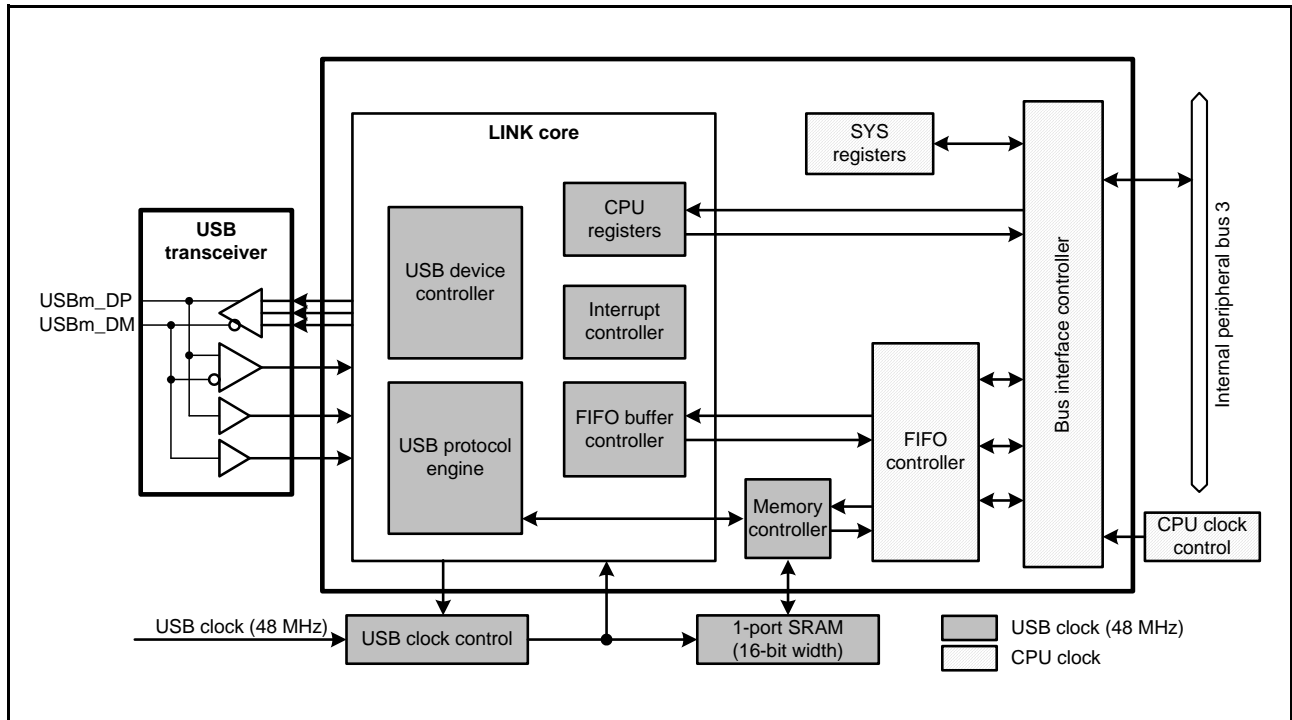 LINK core
SYS
registers
CPU
registers
USB
transceiver
USB device
controller
USBm_DP
USBm_DM
Interrupt
controller
Internal peripheral bus 3
Bus interface controller
FIFO buffer
controller
USB protocol
engine
FIFO
controller
Memory
controller
CPU clock
control
USB clock (48 MHz)
USB clock control
1-port SRAM
(16-bit width)
USB clock (48 MHz)
CPU clock